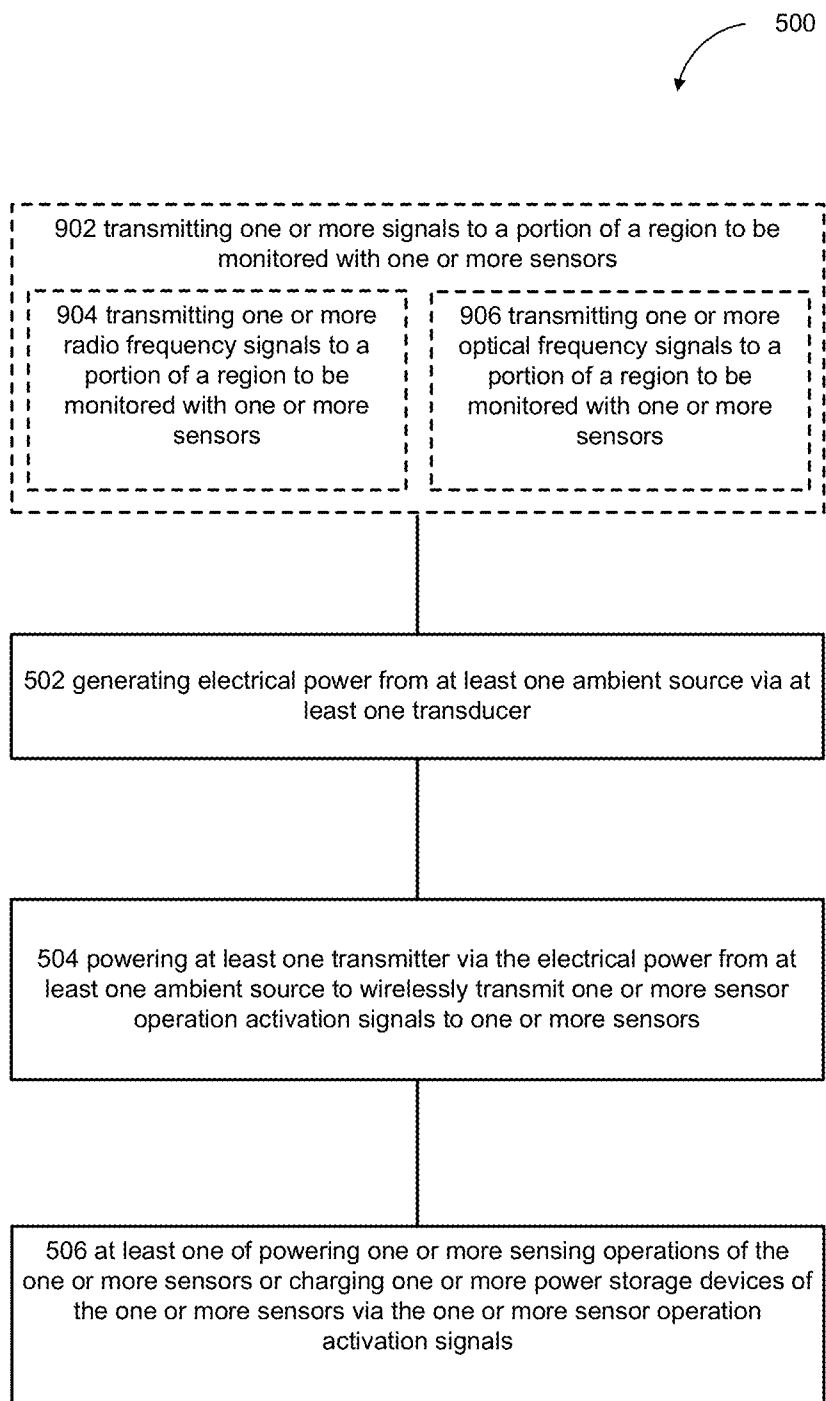 500
902 transmitting one or more signals to a portion of a region to be
monitored with one or more sensors
904 transmitting one or more
radio frequency signals to a
portion of a region to be
monitored with one or more
sensors
906 transmitting one or more
optical frequency signals to a
portion of a region to be
monitored with one or more
sensors
502 generating electrical power from at least one ambient source via at
least one transducer
504 powering at least one transmitter via the electrical power from at
least one ambient source to wirelessly transmit one or more sensor
operation activation signals to one or more sensors
506 at least one of powering one or more sensing operations of the
one or more sensors or charging one or more power storage devices of
the one or more sensors via the one or more sensor operation
activation signals